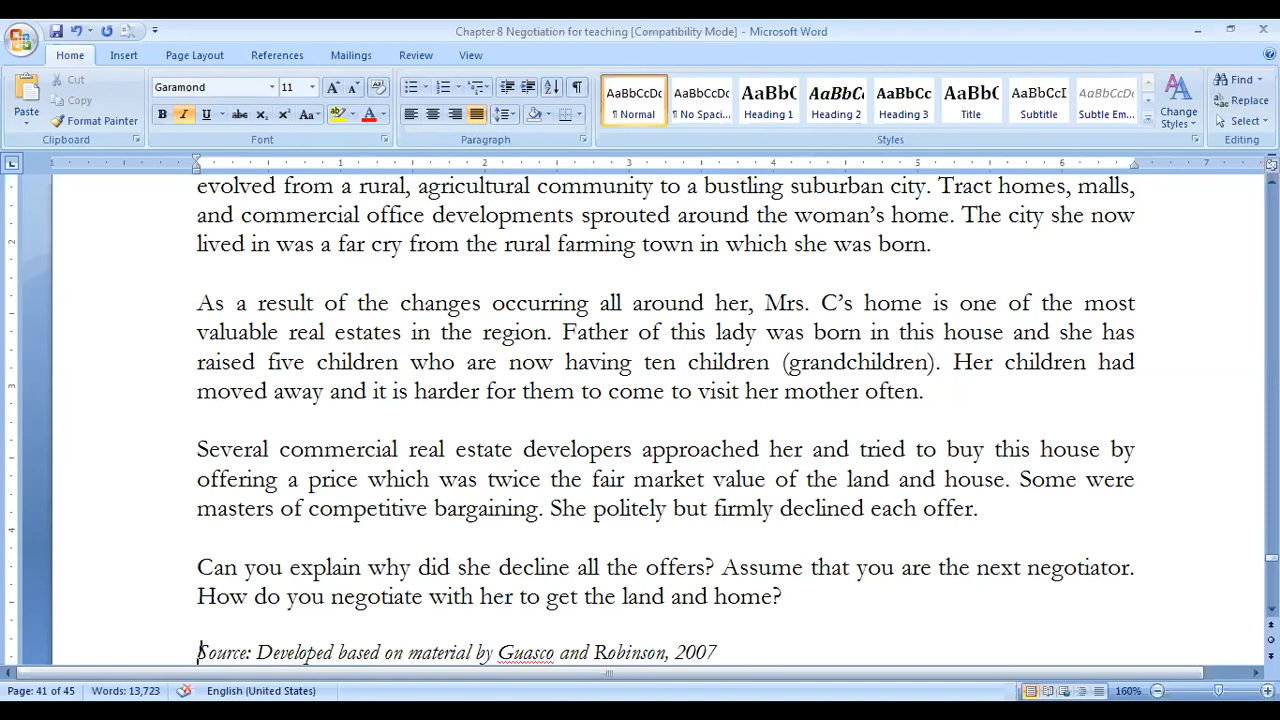 Chapter 8 Negotiation for teaching [Compatibility Mode] - Microsoft Word
Home Insert Page Layout References Mailings Review View
Paste
Cut
Copy
Format Painter
Clipboard
Garamond 11
Font
Paragraph
AaBbCcDc AaBbCcDc AaBbC AaBbCc AaBbCc AaBbC AaBbCcI AaBbCcDc
¶ Normal ¶ No Spaci... Heading 1 Heading 2 Heading 3 Title Subtitle Subtle Em...
Change Styles
Styles
Find
Replace
Select
Editing
evolved from a rural, agricultural community to a bustling suburban city. Tract homes, malls,
and commercial office developments sprouted around the woman’s home. The city she now
lived in was a far cry from the rural farming town in which she was born.
As a result of the changes occurring all around her, Mrs. C’s home is one of the most
valuable real estates in the region. Father of this lady was born in this house and she has
raised five children who are now having ten children (grandchildren). Her children had
moved away and it is harder for them to come to visit her mother often.
Several commercial real estate developers approached her and tried to buy this house by
offering a price which was twice the fair market value of the land and house. Some were
masters of competitive bargaining. She politely but firmly declined each offer.
Can you explain why did she decline all the offers? Assume that you are the next negotiator.
How do you negotiate with her to get the land and home?
Source: Developed based on material by Guasco and Robinson, 2007
Page: 41 of 45 Words: 13,723 English (United States) 160%